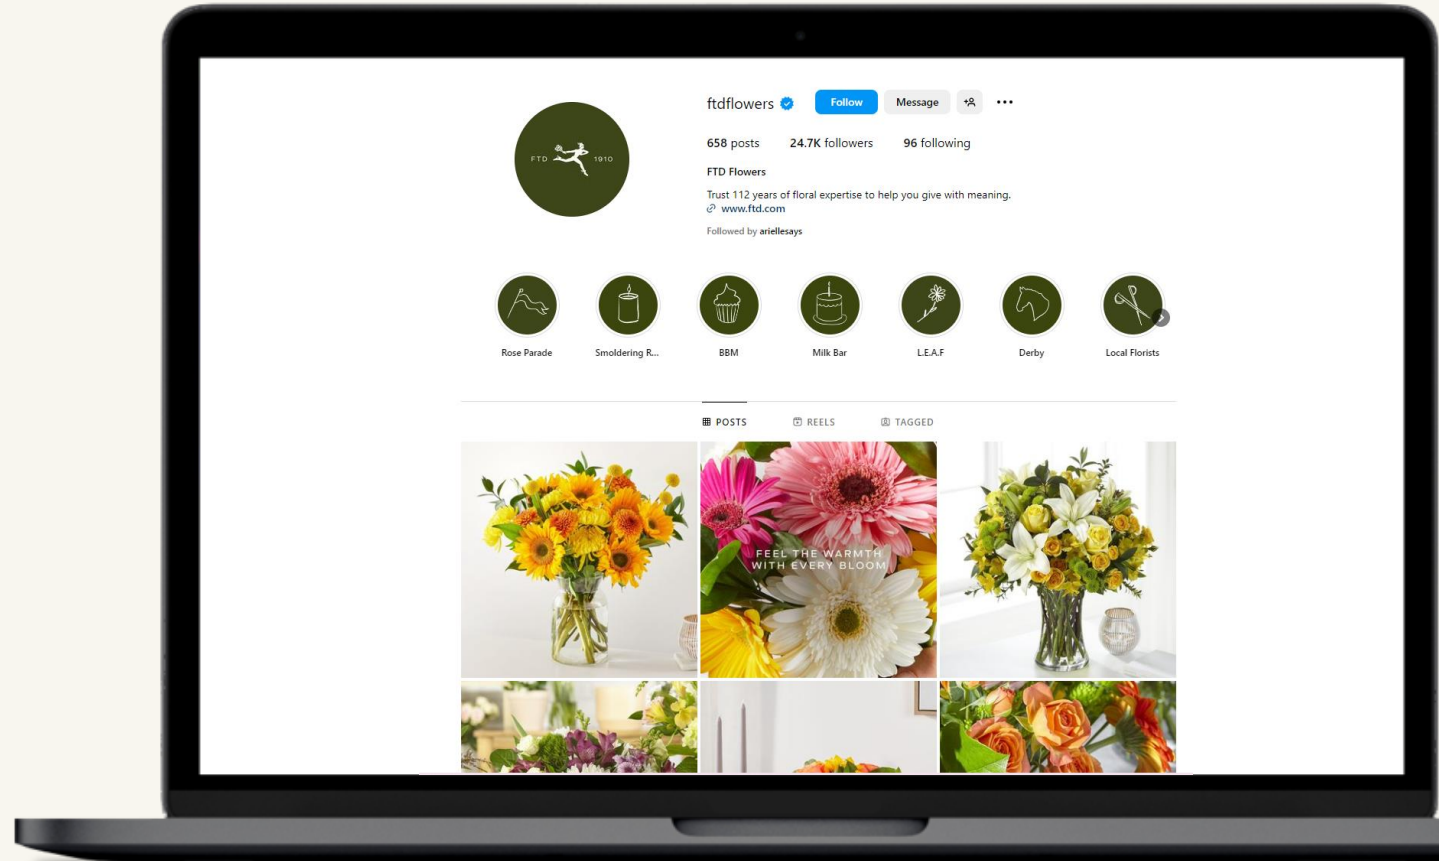 ftdflowers
Follow
Message
658 posts
24.7K followers
96 following
FTD Flowers
Trust 112 years of floral expertise to help you give with meaning.
www.ftd.com
Followed by ariellesays
FTD 1910
Rose Parade
Smoldering R...
BBM
Milk Bar
L.E.A.F
Derby
Local Florists
POSTS
REELS
TAGGED
FEEL THE WARMTH
WITH EVERY BLOOM